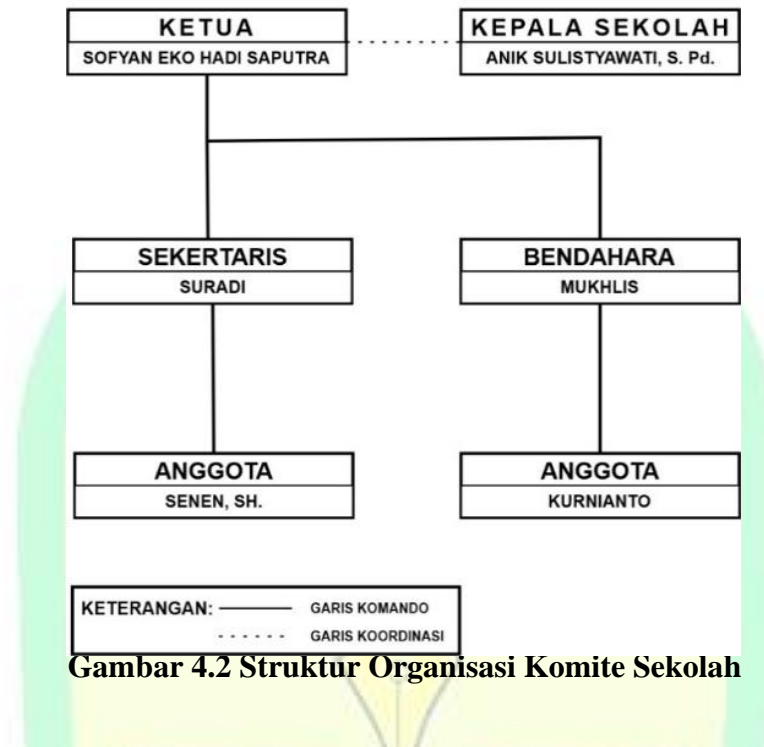 KETUA
SOFYAN EKO HADI SAPUTRA
KEPALA SEKOLAH
ANIK SULISTYAWATI, S. Pd.
SEKERTARIS
SURADI
BENDAHARA
MUKHLIS
ANGGOTA
SENEN, SH.
ANGGOTA
KURNIANTO
KETERANGAN: GARIS KOMANDO
GARIS KOORDINASI
Gambar 4.2 Struktur Organisasi Komite Sekolah